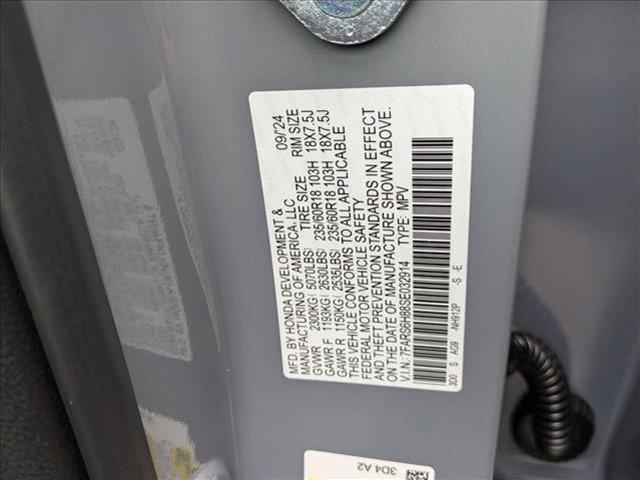 MFD. BY HONDA DEVELOPMENT & 09/24
MANUFACTURING OF AMERICA, LLC
TIRE SIZE RIM SIZE
GVWR 2300KG( 5070LBS)
GAWR F 1193KG( 2630LBS) 235/60R18 103H 18X7.5J
GAWR R 1150KG( 2535LBS) 235/60R18 103H 18X7.5J
THIS VEHICLE CONFORMS TO ALL APPLICABLE
FEDERAL MOTOR VEHICLE SAFETY
AND THEFT PREVENTION STANDARDS IN EFFECT
ON THE DATE OF MANUFACTURE SHOWN ABOVE.
V.I.N.:7FARS6H88SE032914 TYPE: MPV
300 S AG9 -NH912P -S -E
3D4 A2